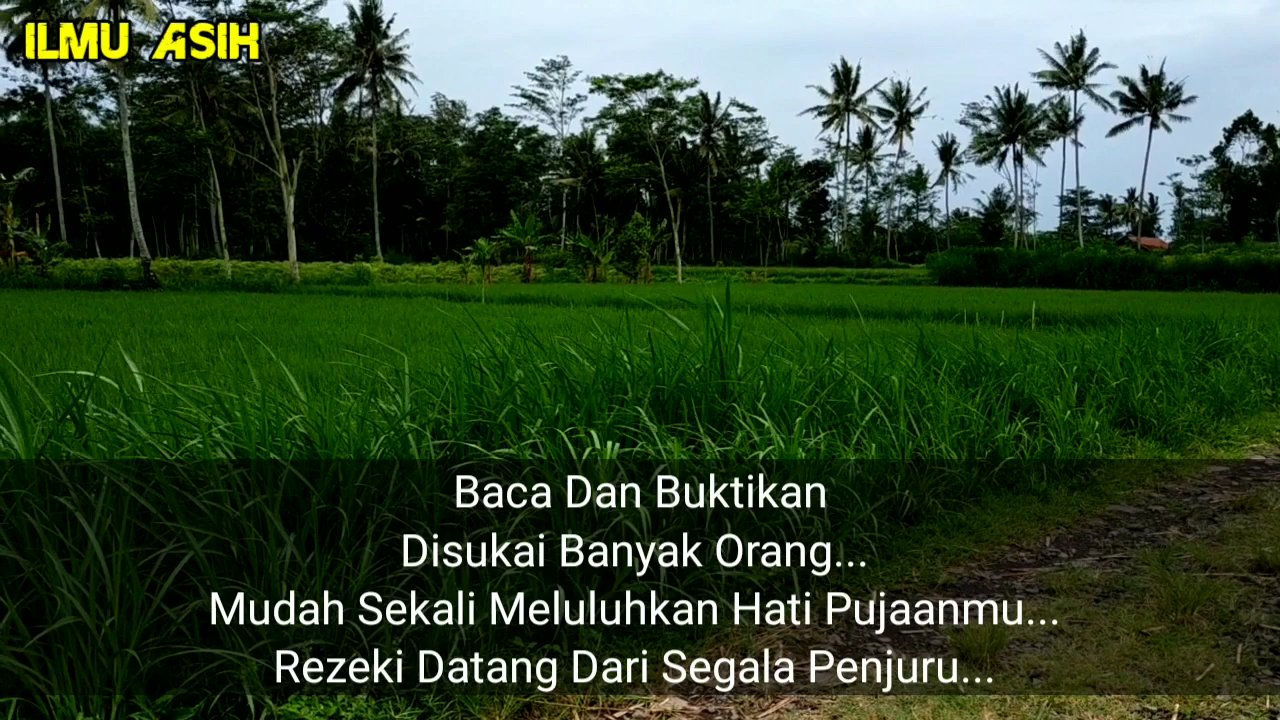 ILMU ASIH
Baca Dan Buktikan
Disukai Banyak Orang...
Mudah Sekali Meluluhkan Hati Pujaanmu...
Rezeki Datang Dari Segala Penjuru...